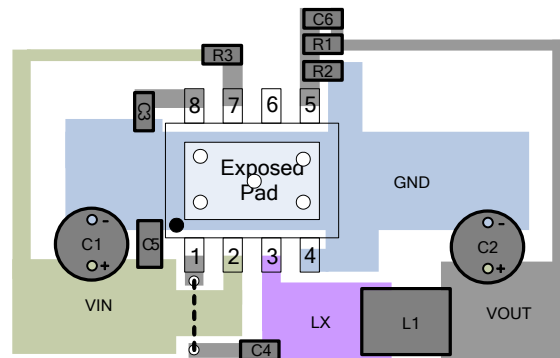 C6
R1
R3
R2
C3
8 7 6 5
Exposed
Pad
GND
-
C1
+
C5
-
C2
+
1 2 3 4
VIN
LX
L1
VOUT
C4